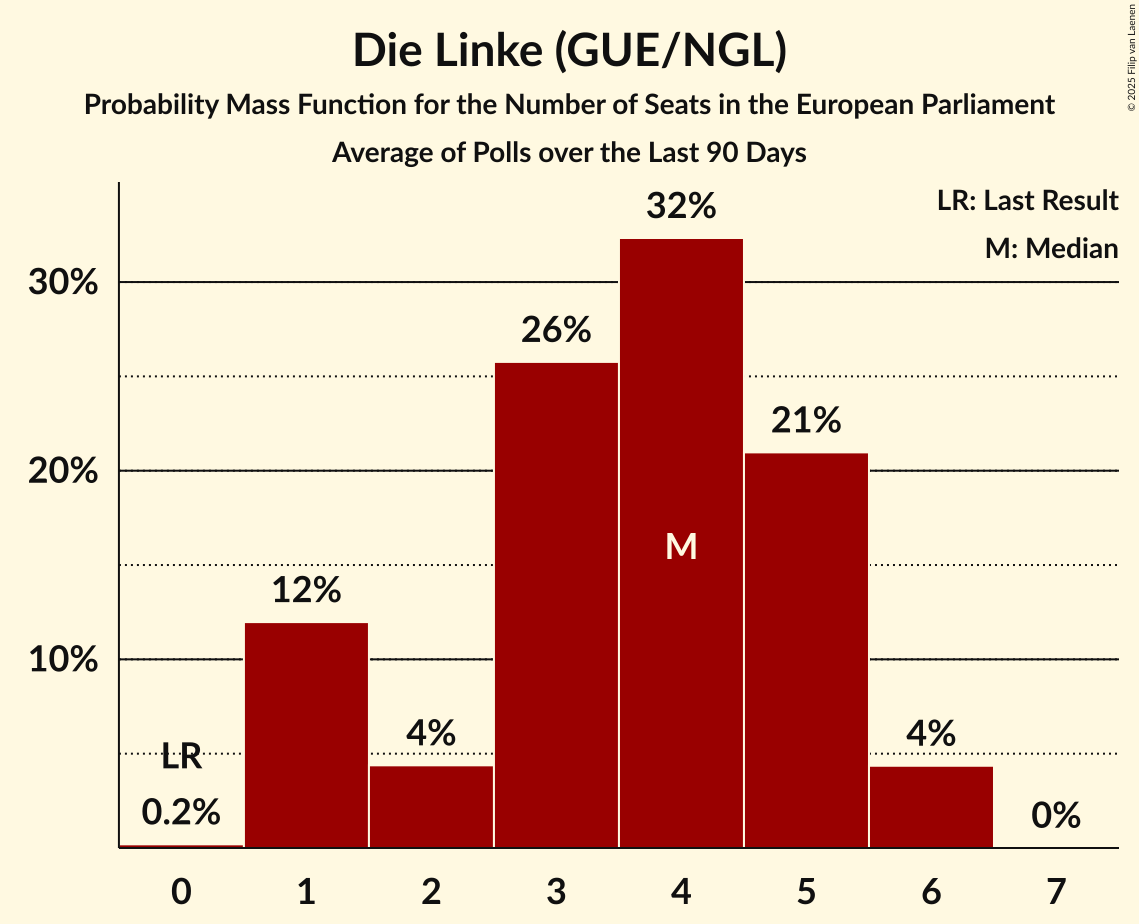 Die Linke (GUE/NGL)
Probability Mass Function for the Number of Seats in the European Parliament
Average of Polls over the Last 90 Days
© 2025 Filip van Laenen
LR: Last Result
M: Median
32%
30%
26%
21%
20%
M
12%
10%
LR
4%
4%
0.2%
0%
0 1 2 3 4 5 6 7